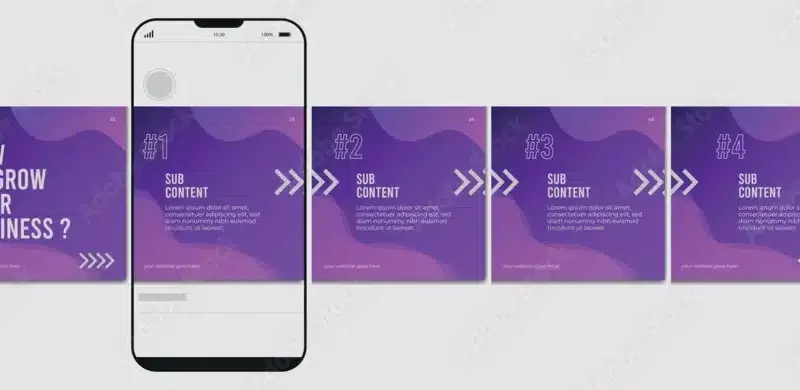 10:30
100%
GROW
INESS ?
#1
SUB
CONTENT
Lorem ipsum dolor sit amet,
consectetuer adipiscing elit, sed
diam nonummy nibh euismod
tincidunt ut laoreet
your website goes here
#2
SUB
CONTENT
Lorem ipsum dolor sit amet,
consectetuer adipiscing elit, sed
diam nonummy nibh euismod
tincidunt ut laoreet
your website goes here
#3
SUB
CONTENT
Lorem ipsum dolor sit amet,
consectetuer adipiscing elit, sed
diam nonummy nibh euismod
tincidunt ut laoreet
your website goes here
#4
SUB
CONTENT
Lorem ipsum dolor sit amet,
consectetuer adipiscing elit, sed
diam nonummy nibh euismod
tincidunt ut laoreet
your website goes here